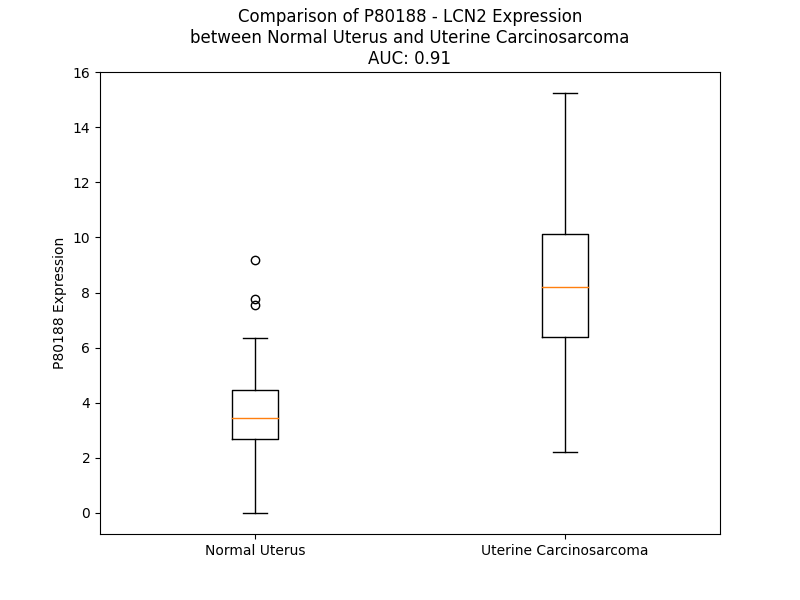 Comparison of P80188 - LCN2 Expression
between Normal Uterus and Uterine Carcinosarcoma
AUC: 0.91
16
14
12
10
8
6
4
2
0
P80188 Expression
Normal Uterus
Uterine Carcinosarcoma